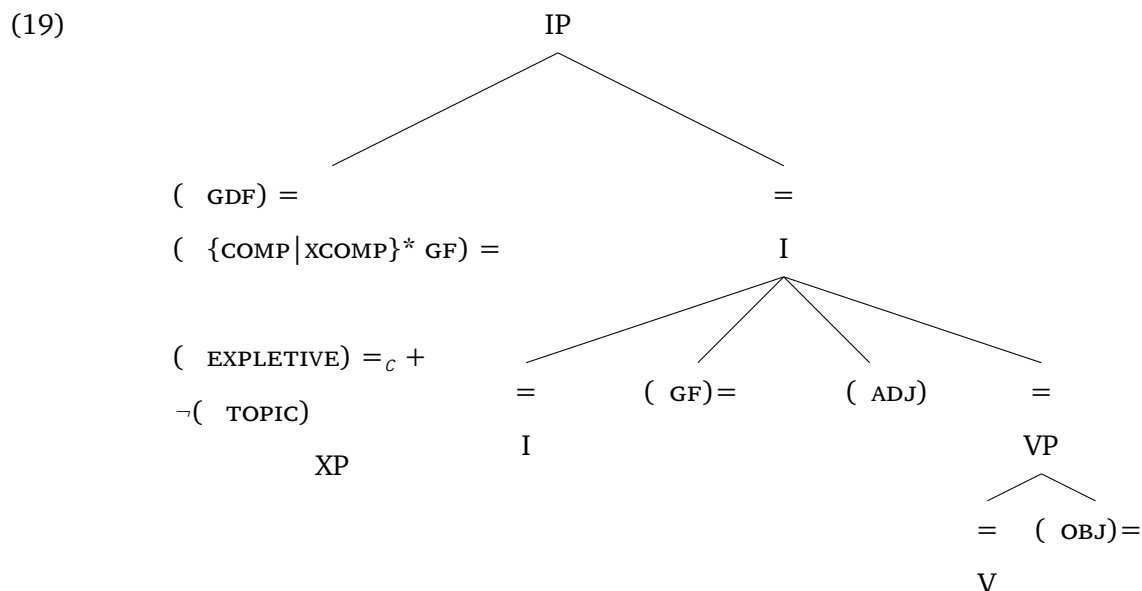 (19) IP
( GDF) = =
( {COMP|XCOMP}* GF) = I
( EXPLETIVE) =c +
¬( TOPIC) = ( GF)= ( ADJ) =
XP I VP
= ( OBJ)=
V